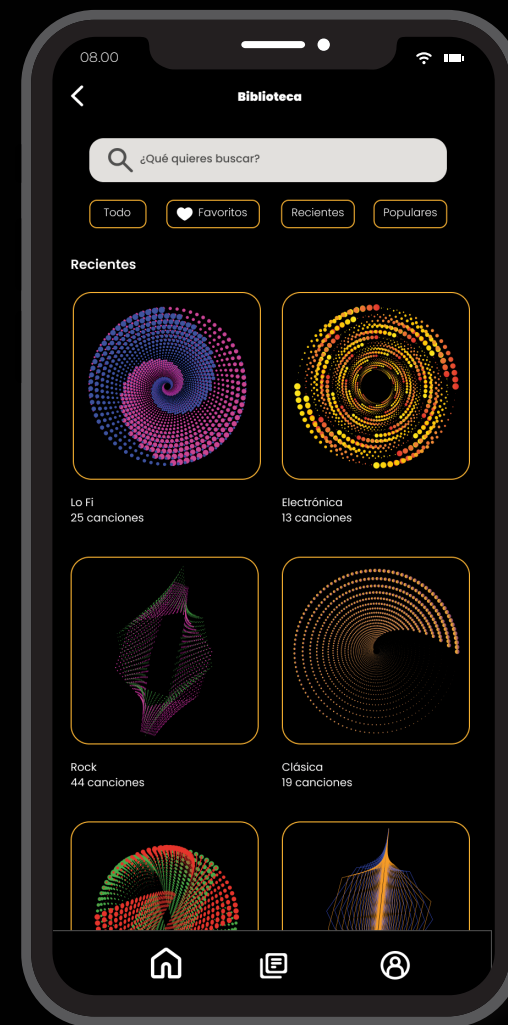 08.00
Biblioteca
¿Qué quieres buscar?
Todo
Favoritos
Recientes
Populares
Recientes
Lo Fi
25 canciones
Electrónica
13 canciones
Rock
44 canciones
Clásica
19 canciones